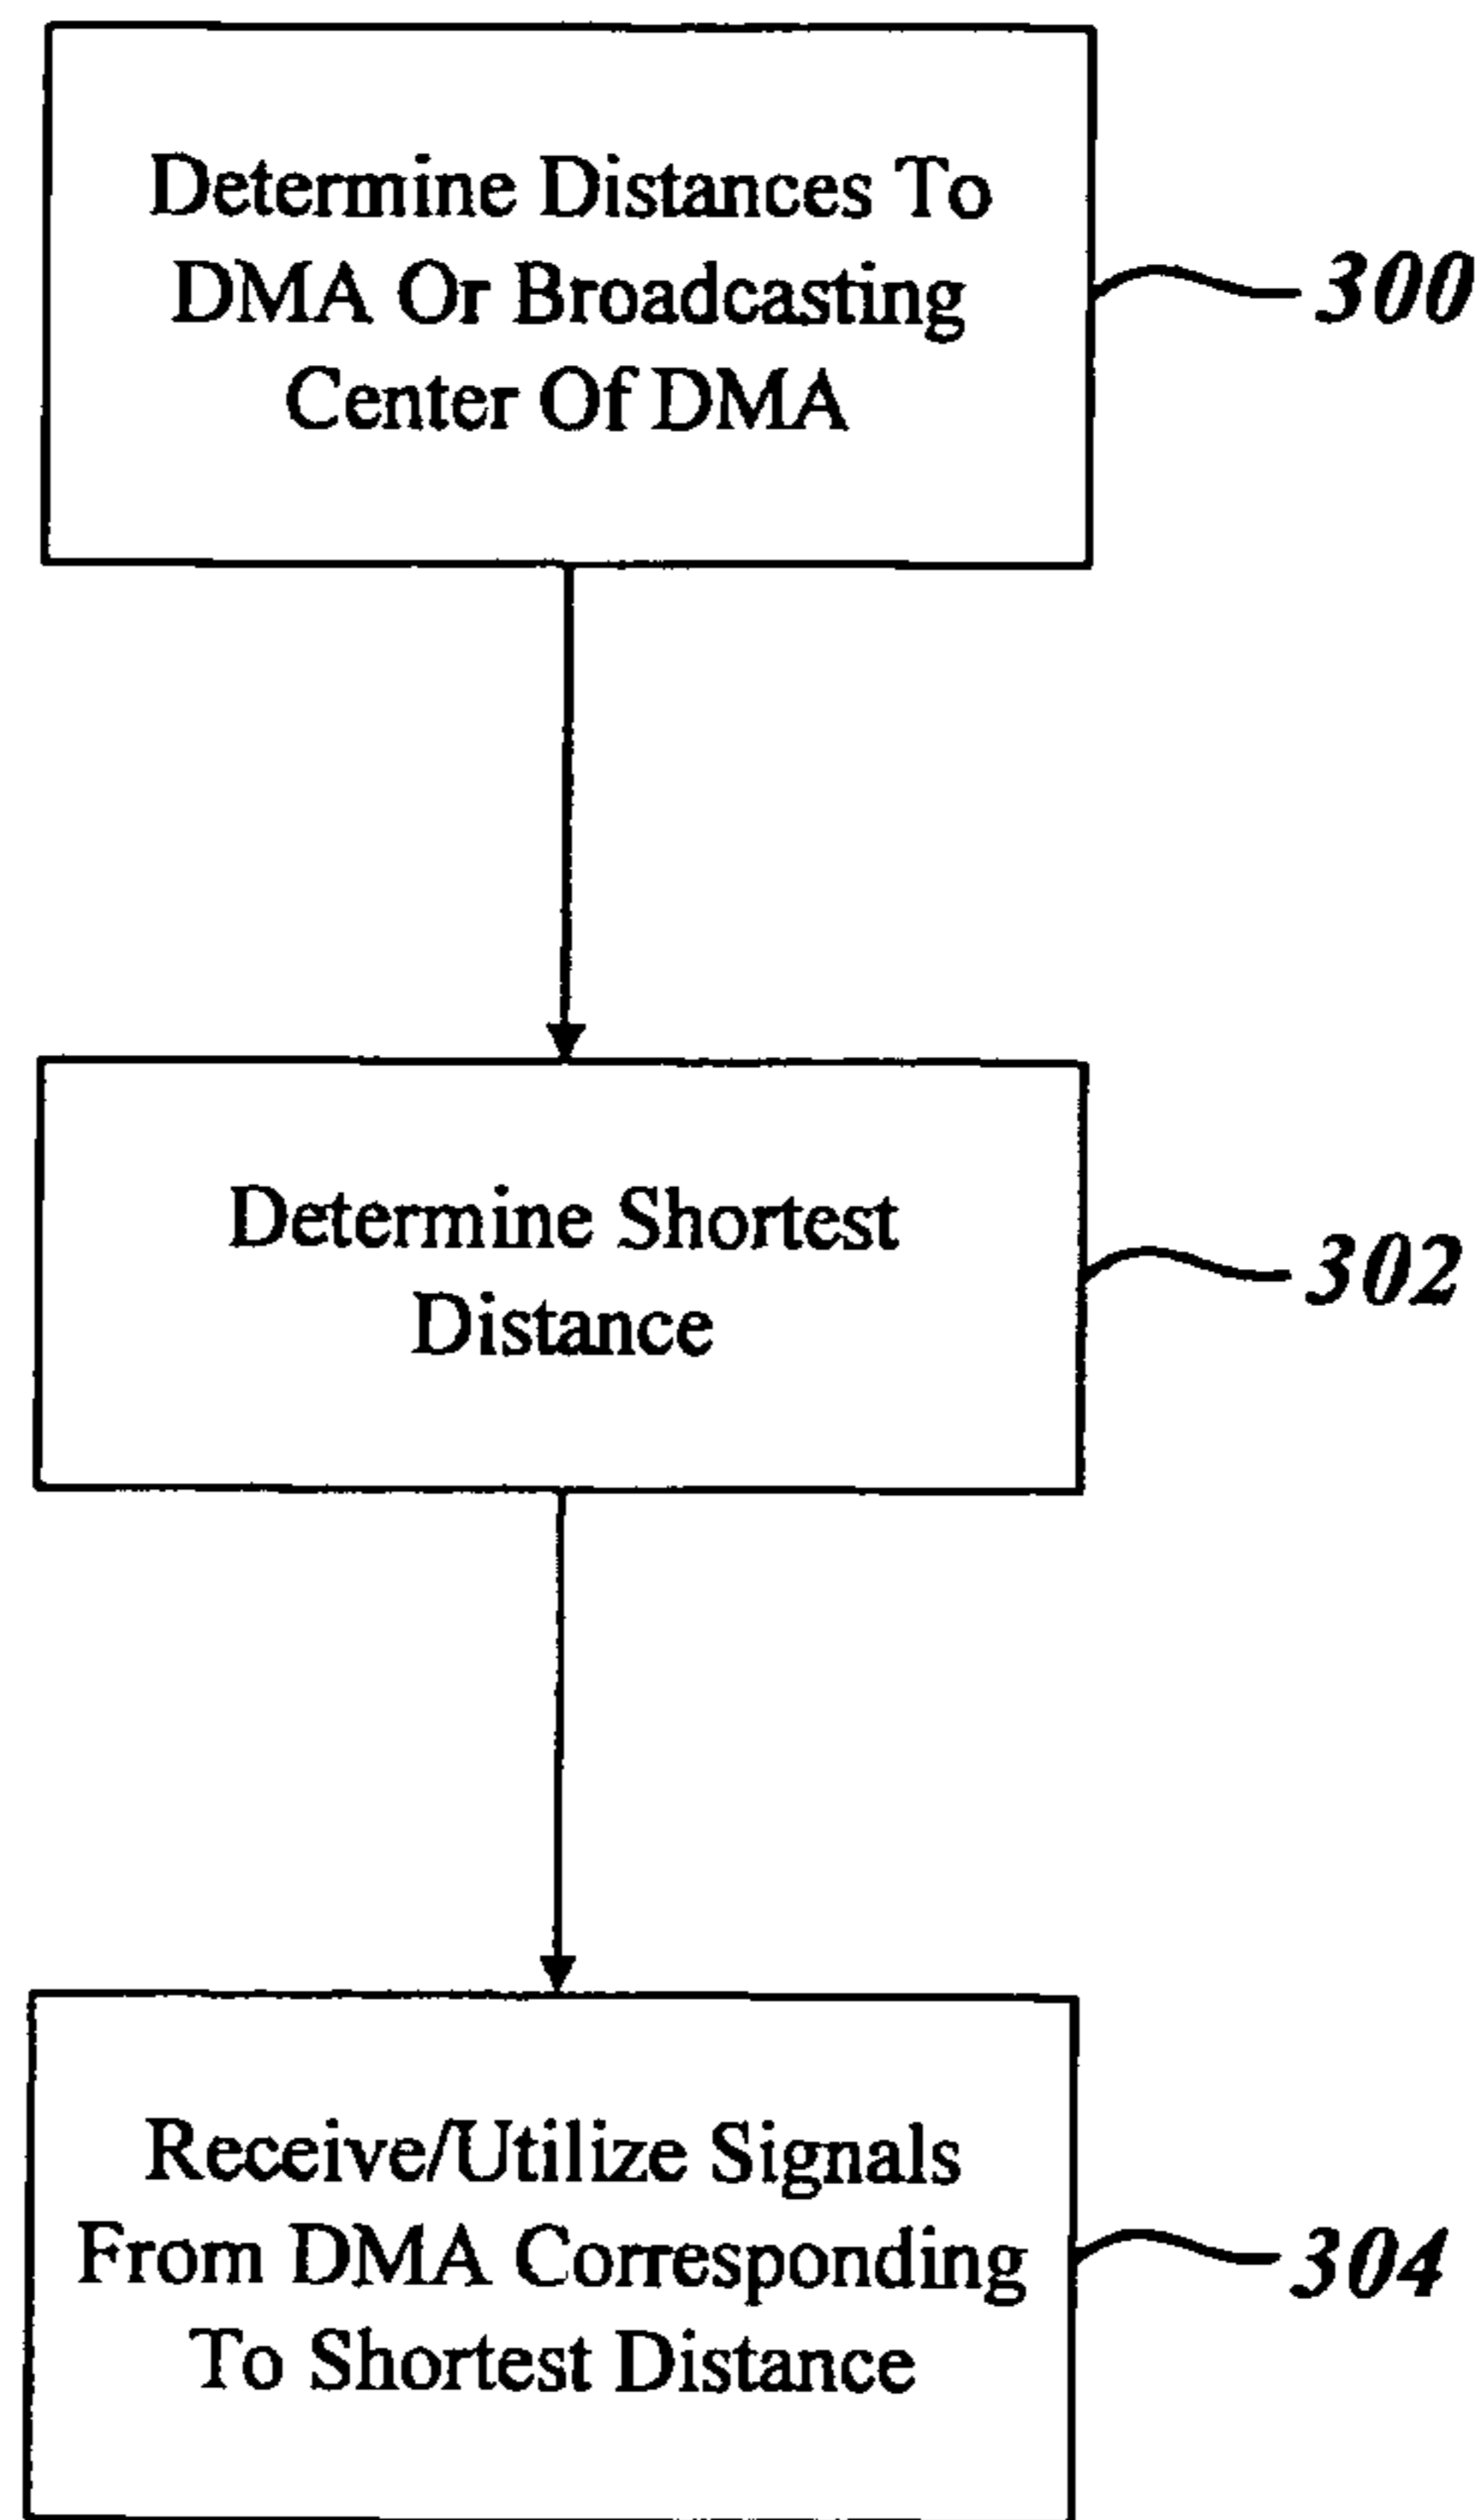 Determine Distances To
DMA Or Broadcasting
Center Of DMA
300
Determine Shortest
Distance
302
Receive/Utilize Signals
From DMA Corresponding
To Shortest Distance
304